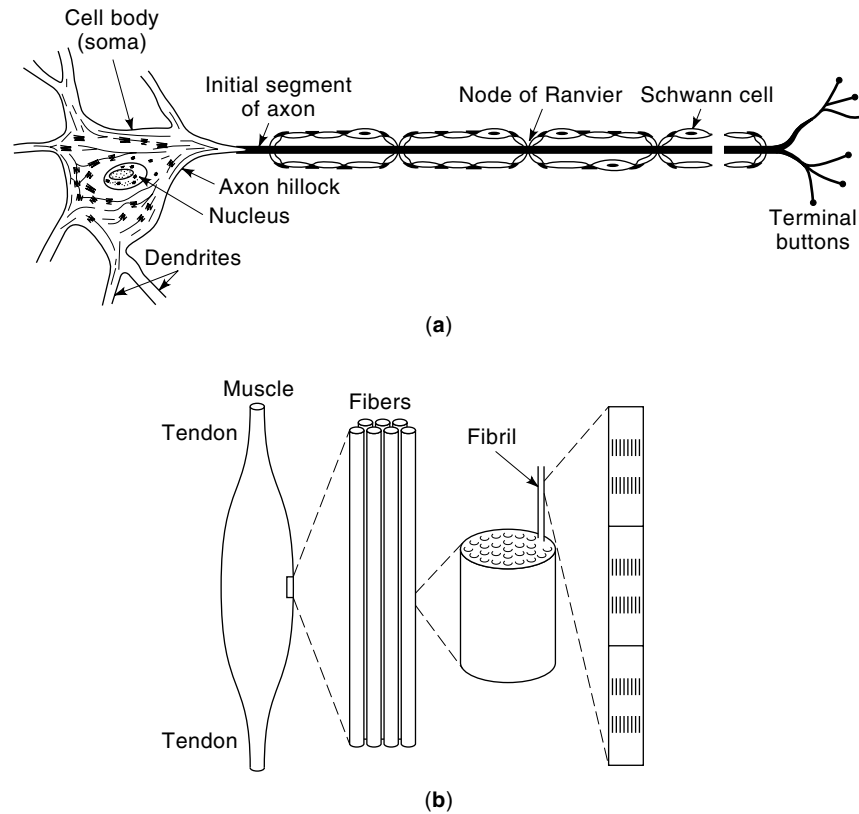 Cell body
(soma)
Initial segment
of axon
Node of Ranvier
Schwann cell
Axon hillock
Nucleus
Dendrites
Terminal
buttons
(a)
Muscle
Fibers
Tendon
Fibril
Tendon
(b)